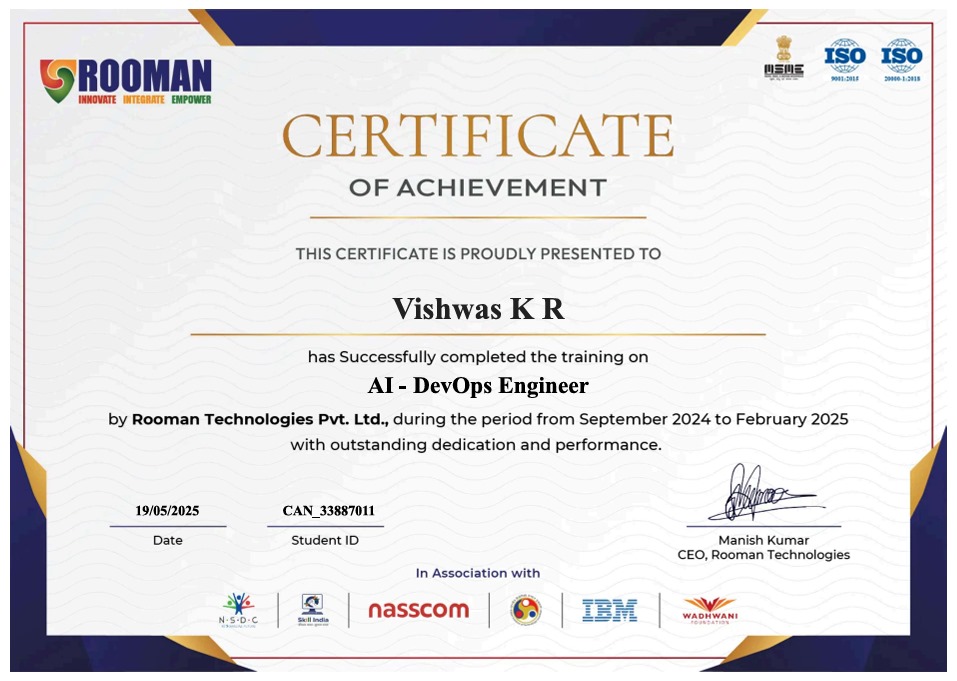 ROOMAN
INNOVATE INTEGRATE EMPOWER
MSME
ISO
9001:2015
ISO
20000-1:2018
CERTIFICATE
OF ACHIEVEMENT
THIS CERTIFICATE IS PROUDLY PRESENTED TO
Vishwas K R
has Successfully completed the training on
AI - DevOps Engineer
by Rooman Technologies Pvt. Ltd., during the period from September 2024 to February 2025
with outstanding dedication and performance.
19/05/2025
Date
CAN_33887011
Student ID
Manish Kumar
CEO, Rooman Technologies
In Association with
N·S·D·C
Skill India
nasscom
IBM
WADHWANI
FOUNDATION